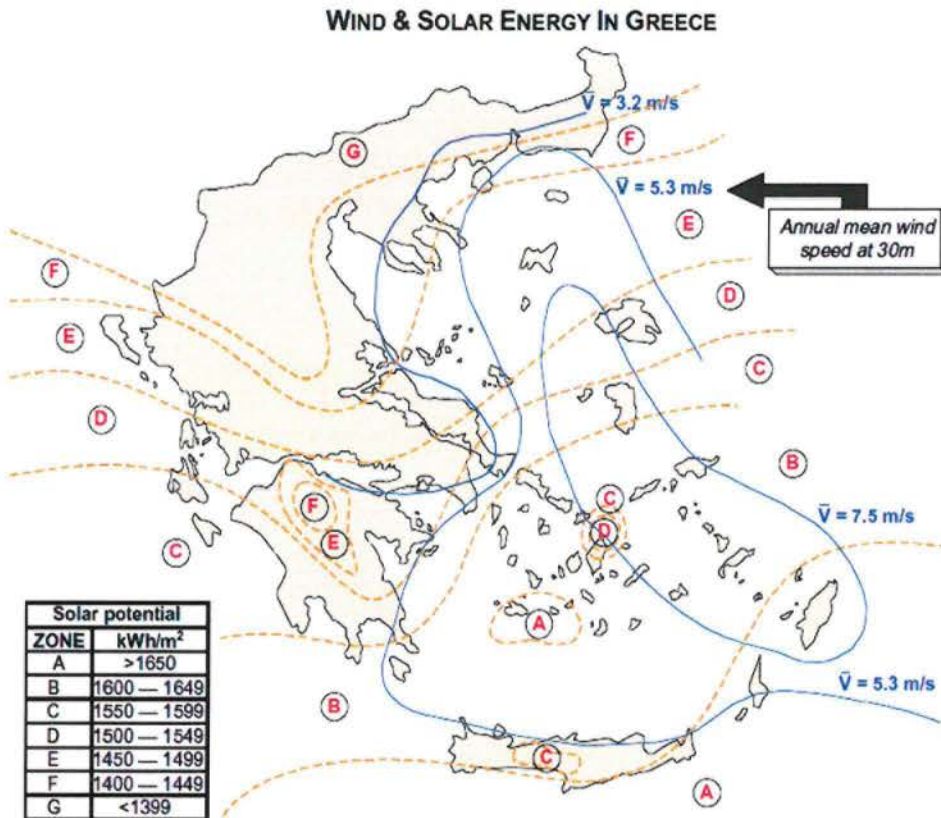 WIND & SOLAR ENERGY IN GREECE
V̄ = 3.2 m/s
F
G
V̄ = 5.3 m/s
Annual mean wind
speed at 30m
E
F
D
E
C
D
B
C
F
D
V̄ = 7.5 m/s
E
C
A
V̄ = 5.3 m/s
B
C
A
Solar potential
ZONE kWh/m²
A >1650
B 1600 — 1649
C 1550 — 1599
D 1500 — 1549
E 1450 — 1499
F 1400 — 1449
G <1399